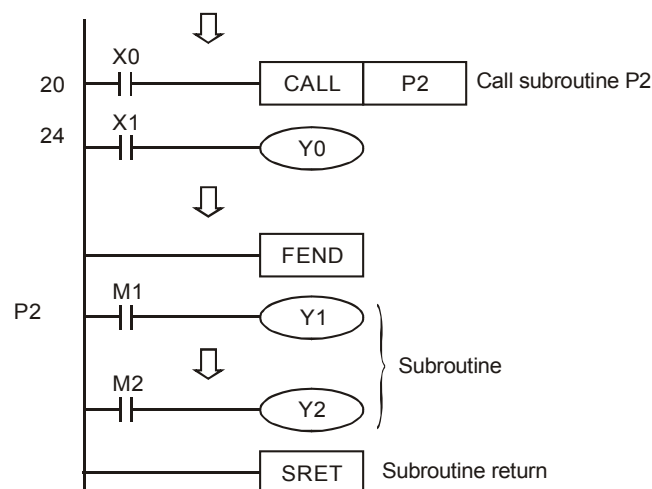 X0
20 CALL P2 Call subroutine P2
X1
24 Y0
FEND
M1
P2 Y1
Subroutine
M2
Y2
SRET Subroutine return